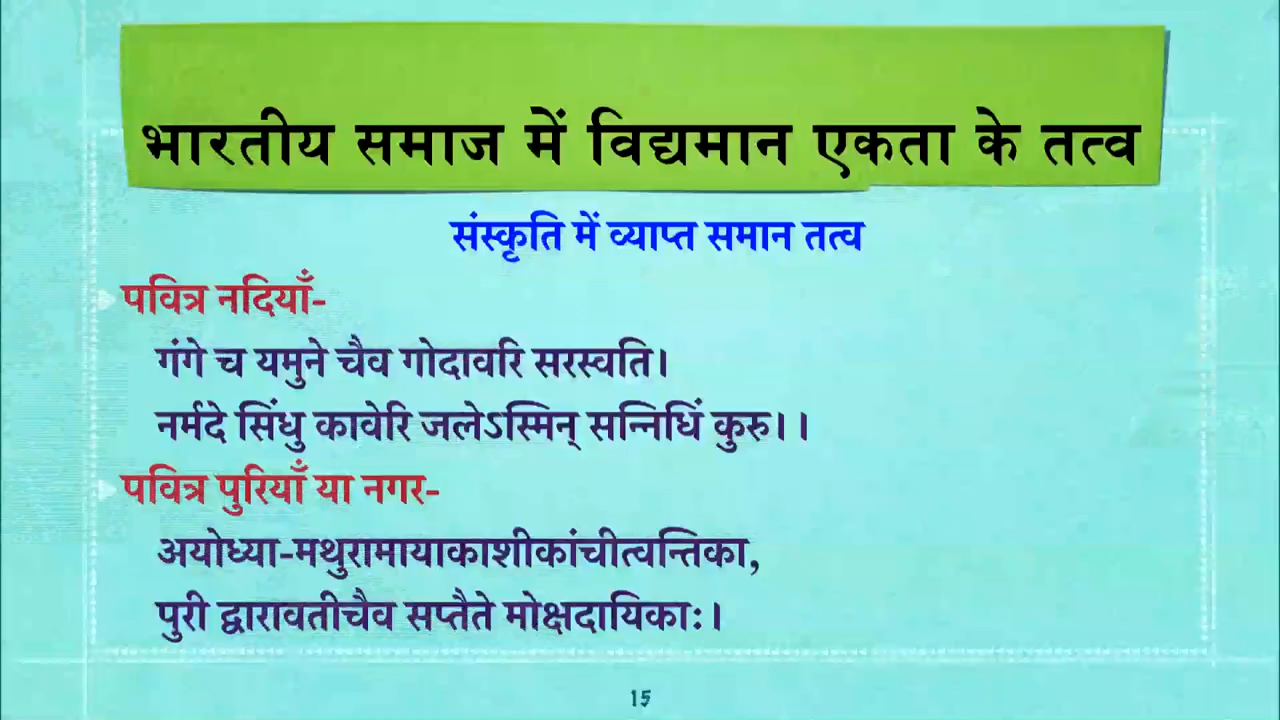 भारतीय समाज में विद्यमान एकता के तत्व
संस्कृति में व्याप्त समान तत्व
पवित्र नदियाँ-
गंगे च यमुने चैव गोदावरि सरस्वति।
नर्मदे सिंधु कावेरि जलेऽस्मिन् सन्निधिं कुरु।।
पवित्र पुरियाँ या नगर-
अयोध्या-मथुरामायाकाशीकांचीत्वन्तिका,
पुरी द्वारावतीचैव सप्तैते मोक्षदायिकाः।
15